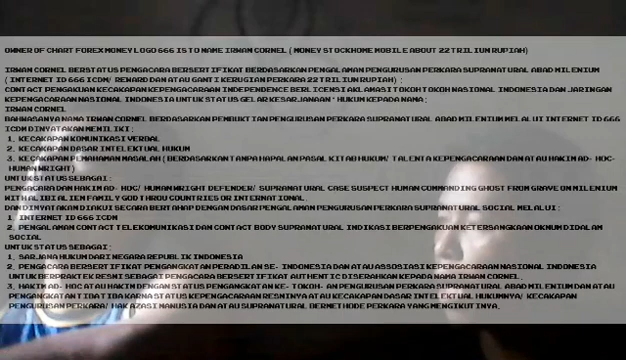 OWNER OF CHART FOREX MONEY LOGO 666 IS TO NAME IRWAN CORNEL ( MONEY STOCKHOME MOBILE ABOUT 22 TRILIUN RUPIAH)
IRWAN CORNEL BERSTATUS PENGACARA BERSERTIFIKAT BERDASARKAN PENGALAMAN PENGURUSAN PERKARA SUPRANATURAL ABAD MILENIUM
( INTERNET ID 666 ICDM/ REWARD DAN ATAU GANTI KERUGIAN PERKARA 22 TRILIUN RUPIAH) ;
CONTACT PENGAKUAN KECAKAPAN KEPENGACARAAN INDEPENDENCE BERLICENSI AKLAMASI TOKOH TOKOH NASIONAL INDONESIA DAN JARINGAN
KEPENGACARAAN NASIONAL INDONESIA UNTUK STATUS GELAR KESARJANAAN " HUKUM KEPADA NAMA ;
IRWAN CORNEL
BAHWASANYA NAMA IRWAN CORNEL BERDASARKAN PEMBUKTIAN PENGURUSAN PERKARA SUPRANATURAL ABAD MILENIUM MELALUI INTERNET ID 666
ICDM DINYATAKAN MEMILIKI ;
1. KECAKAPAN KOMUNIKASI VERBAL
2. KECAKAPAN DASAR INTELEKTUAL HUKUM
3. KECAKAPAN PEMAHAMAN MASALAH ( BERDASARKAN TANPA HAPALAN PASAL KITAB HUKUM/ TALENTA KEPENGACARAAN DAN ATAU HAKIM AD- HOC-
HUMAN WRIGHT)
UNTUK STATUS SEBAGAI :
PENGACARA DAN HAKIM AD- HOC/ HUMAN WRIGHT DEFENDER/ SUPRANATURAL CASE SUSPECT HUMAN COMMANDING GHOST FROM GRAVE ON MILENIUM
WITH ALIBI ALIEN FAMILY GOD THROU COUNTRIES OR INTERNATIONAL
DAN DINYATAKAN DIAKUI SECARA BERTAHAP DENGAN DASAR PENGALAMAN PENGURUSAN PERKARA SUPRANATURAL SOCIAL MELALUI :
1. INTERNET ID 666 ICDM
2. PENGALAMAN CONTACT TELEKOMUNIKASI DAN CONTACT BODY SUPRANATURAL INDIKASI BERPENGAKUAN KETERSANGKAAN OKNUM DIDALAM
SOCIAL
UNTUK STATUS SEBAGAI :
1. SARJANA HUKUM DARI NEGARA REPUBLIK INDONESIA
2. PENGACARA BERSERTIFIKAT PENGANGKATAN PERADILAN SE- INDONESIA DAN ATAU ASSOSIASI KEPENGACARAAN NASIONAL INDONESIA
UNTUK BERPRAKTEK RESMI SEBAGAI PENGACARA BERSERTIFIKAT AUTHENTIC DISERAHKAN KEPADA NAMA IRWAN CORNEL .
3. HAKIM AD- HOC ATAU HAKIM DENGAN STATUS PENGANGKATAN KE- TOKOH- AN PENGURUSAN PERKARA SUPRANATURAL ABAD MILENIUM DAN ATAU
PENGANGKATAN TIBA TIBA KARNA STATUS KEPENGACARAAN RESMINYA ATAU KECAKAPAN DASAR INTELEKTUAL HUKUMNYA/ KECAKAPAN
PENGURUSAN PERKARA/ HAK AZASI MANUSIA DAN ATAU SUPRANATURAL BERMETHODE PERKARA YANG MENGIKUTINYA.